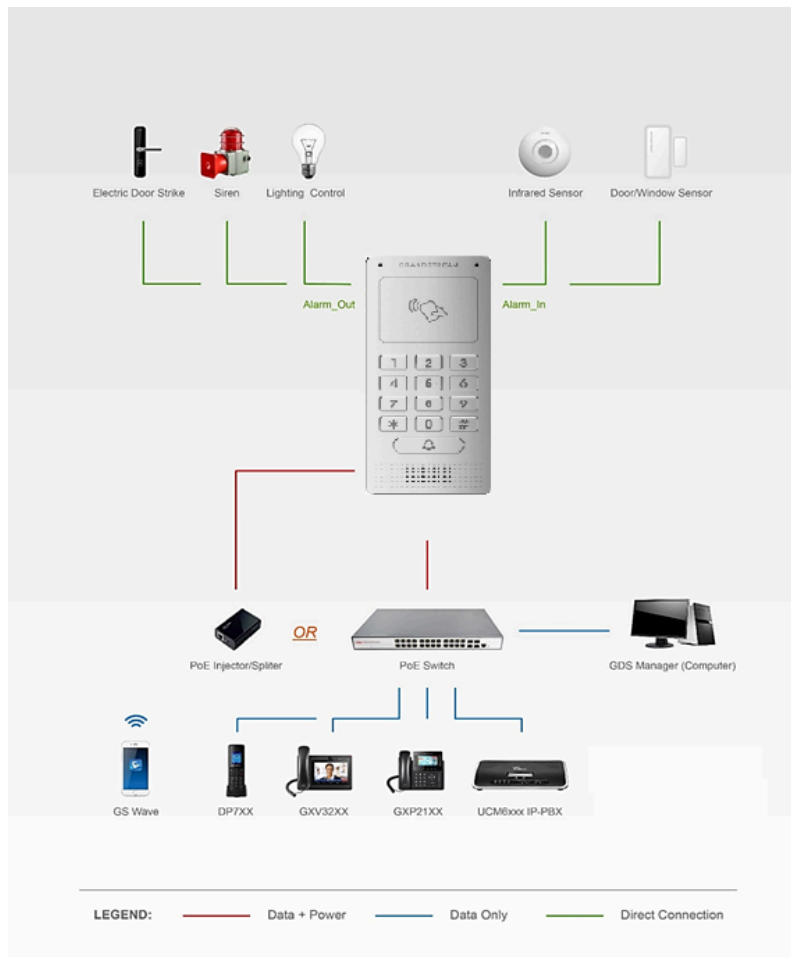 Electric Door Strike
Siren
Lighting Control
Infrared Sensor
Door/Window Sensor
GRANDSTREAM
Alarm_Out
Alarm_In
1 2 3
4 5 6
7 8 9
* 0 #
OR
PoE Injector/Spliter
PoE Switch
GDS Manager (Computer)
GS Wave
DP7XX
GXV32XX
GXP21XX
UCM6xxx IP-PBX
LEGEND:
Data + Power
Data Only
Direct Connection